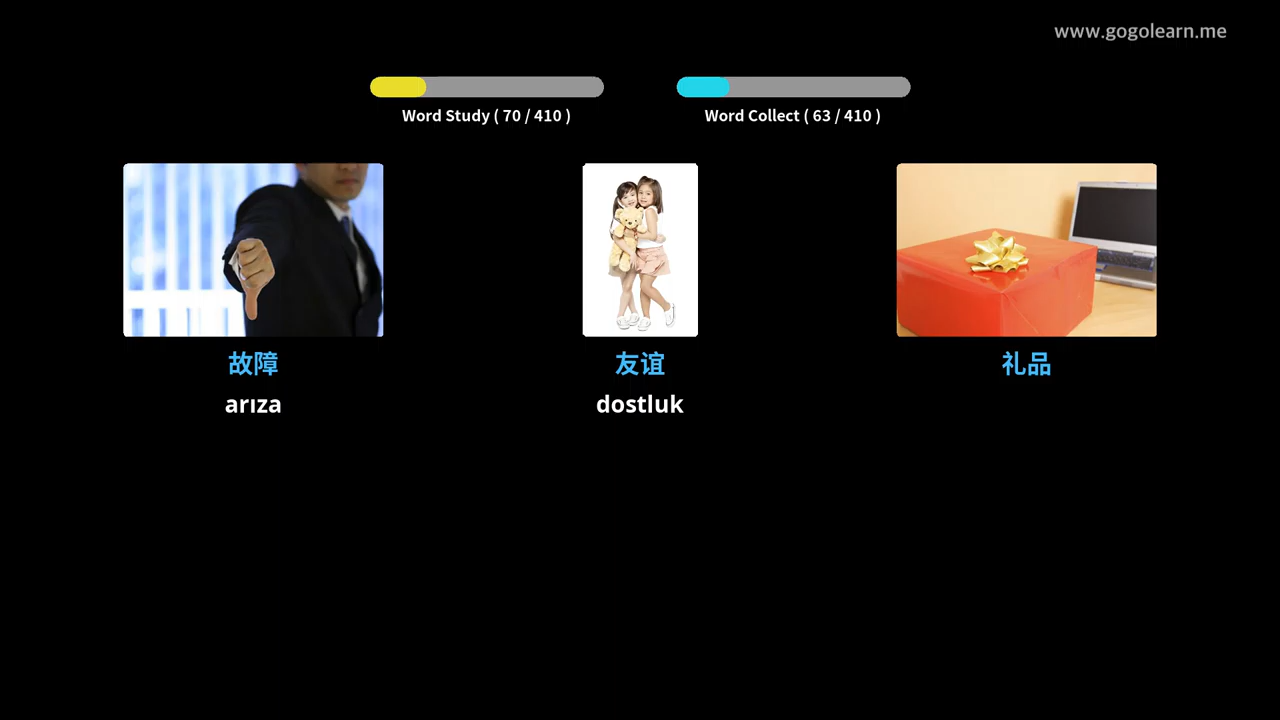 www.gogolearn.me
Word Study ( 70 / 410 )
Word Collect ( 63 / 410 )
故障
友谊
礼品
arıza
dostluk